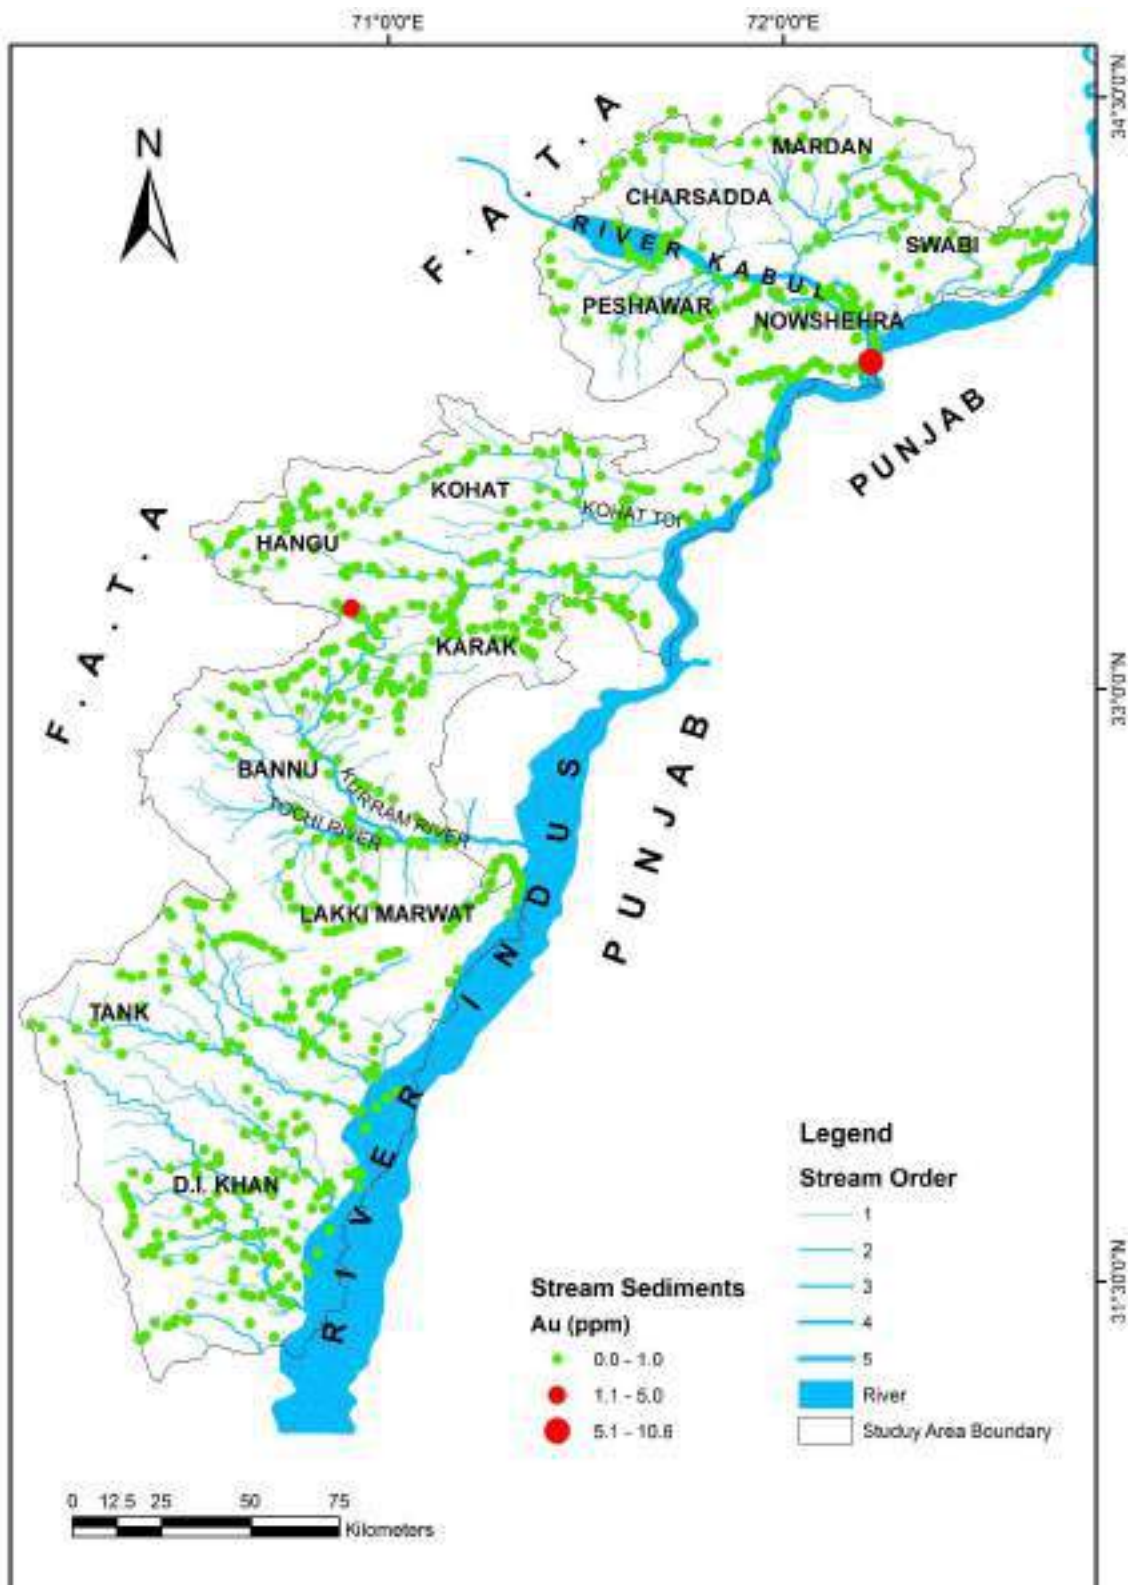 71°0'0"E
72°0'0"E
34°30'0"N
N
F . A . T . A
MARDAN
CHARSADDA
SWABI
RIVER KABUL
PESHAWAR
NOWSHEHRA
PUNJAB
KOHAT
KOHAT TOI
HANGU
F . A . T . A
KARAK
33°0'0"N
BANNU
KURRAM RIVER
TOCHI RIVER
PUNJAB
LAKKI MARWAT
RIVER INDUS
TANK
D.I. KHAN
31°30'0"N
Legend
Stream Order
1
2
3
4
5
River
Studuy Area Boundary
Stream Sediments
Au (ppm)
0.0 - 1.0
1.1 - 5.0
5.1 - 10.6
0 12.5 25 50 75
Kilometers